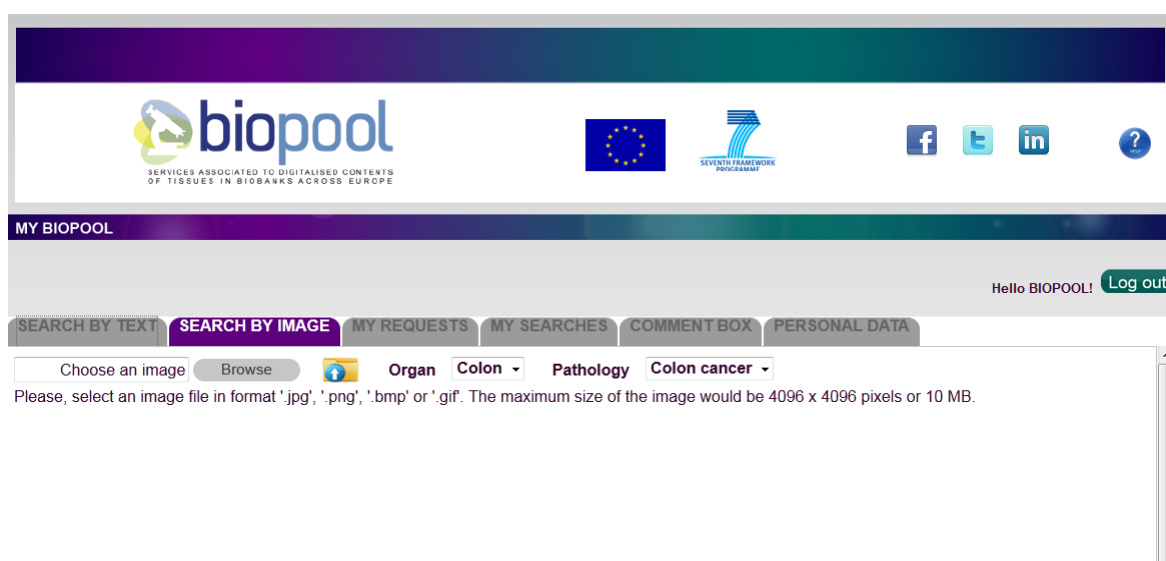 biopool
SERVICES ASSOCIATED TO DIGITALISED CONTENTS
OF TISSUES IN BIOBANKS ACROSS EUROPE
7
SEVENTH FRAMEWORK
PROGRAMME
f t in ?
HELP
MY BIOPOOL
Hello BIOPOOL! Log out
SEARCH BY TEXT SEARCH BY IMAGE MY REQUESTS MY SEARCHES COMMENT BOX PERSONAL DATA
Choose an image Browse Organ Colon Pathology Colon cancer
Please, select an image file in format '.jpg', '.png', '.bmp' or '.gif'. The maximum size of the image would be 4096 x 4096 pixels or 10 MB.